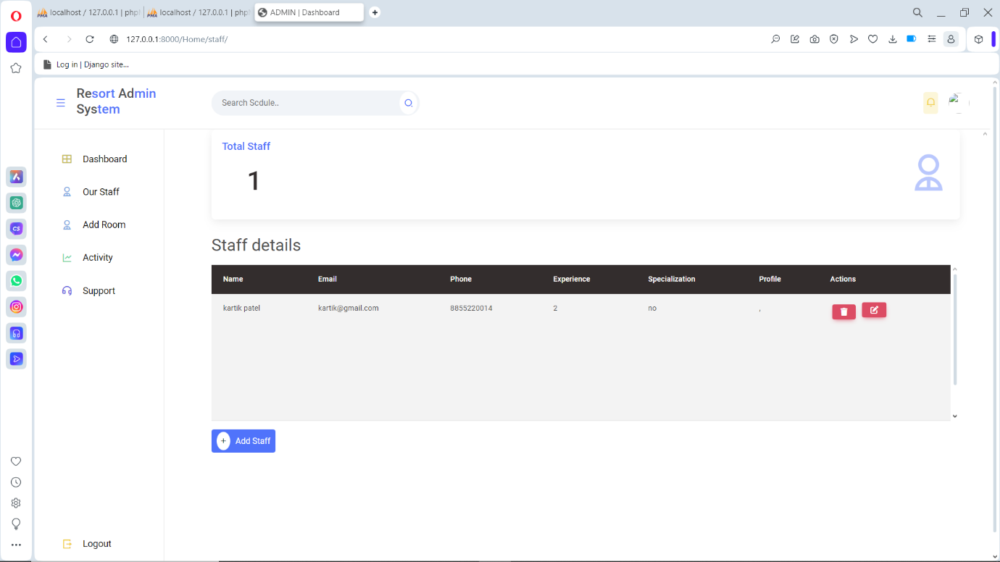 localhost / 127.0.0.1 | phpl
localhost / 127.0.0.1 | phpl
ADMIN | Dashboard
127.0.0.1:8000/Home/staff/
Log in | Django site...
Resort Admin
System
Search Scdule..
Dashboard
Our Staff
Add Room
Activity
Support
Logout
Total Staff
1
Staff details
Name Email Phone Experience Specialization Profile Actions
kartik patel kartik@gmail.com 8855220014 2 no ,
+ Add Staff